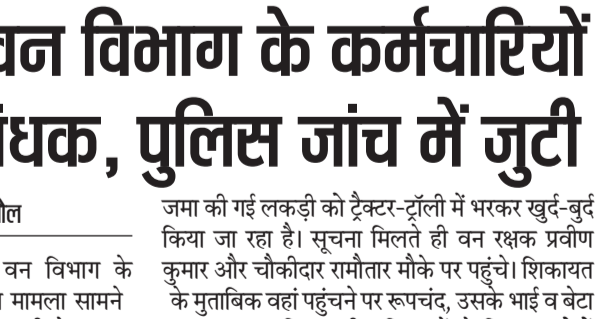 वन विभाग के कर्मचारियों
धक, पुलिस जांच में जुटी
वन विभाग के
मामला सामने
जमा की गई लकड़ी को ट्रैक्टर-ट्रॉली में भरकर खुर्द-बुर्द
किया जा रहा है। सूचना मिलते ही वन रक्षक प्रवीण
कुमार और चौकीदार रामौतार मौके पर पहुंचे। शिकायत
के मुताबिक वहां पहुंचने पर रूपचंद, उसके भाई व बेटा